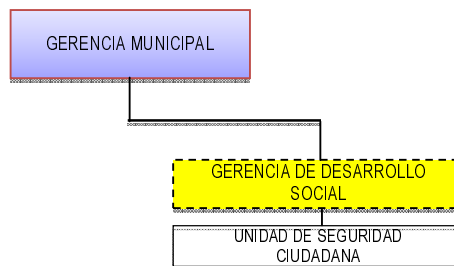 GERENCIA MUNICIPAL
GERENCIA DE DESARROLLO
SOCIAL
UNIDAD DE SEGURIDAD
CIUDADANA